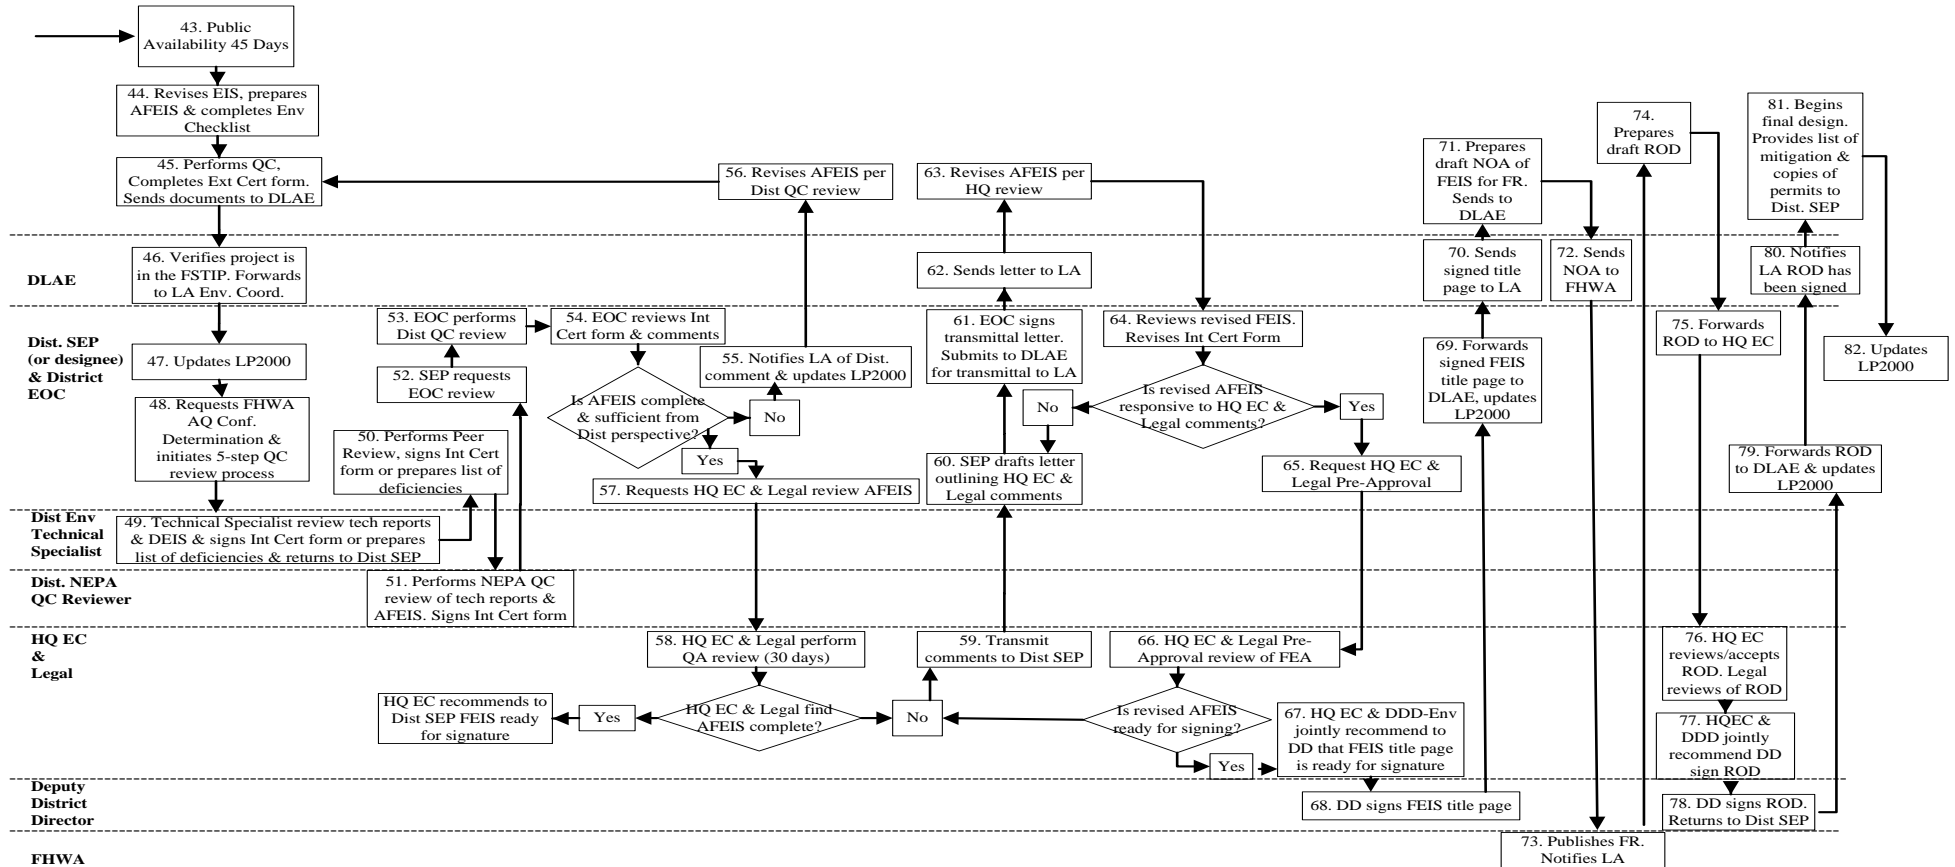 43. Public
Availability 45 Days
44. Revises EIS, prepares
AFEIS & completes Env
Checklist
45. Performs QC,
Completes Ext Cert form.
Sends documents to DLAE
56. Revises AFEIS per
Dist QC review
63. Revises AFEIS per
HQ review
71. Prepares
draft NOA of
FEIS for FR.
Sends to
DLAE
74.
Prepares
draft ROD
81. Begins
final design.
Provides list of
mitigation &
copies of
permits to
Dist. SEP
DLAE
46. Verifies project is
in the FSTIP. Forwards
to LA Env. Coord.
62. Sends letter to LA
70. Sends
signed title
page to LA
72. Sends
NOA to
FHWA
80. Notifies
LA ROD has
been signed
Dist. SEP
(or designee)
& District
EOC
47. Updates LP2000
48. Requests FHWA
AQ Conf.
Determination &
initiates 5-step QC
review process
50. Performs Peer
Review, signs Int Cert
form or prepares list of
deficiencies
52. SEP requests
EOC review
53. EOC performs
Dist QC review
54. EOC reviews Int
Cert form & comments
Is AFEIS complete
& sufficient from
Dist perspective?
No
Yes
55. Notifies LA of Dist.
comment & updates LP2000
57. Requests HQ EC & Legal review AFEIS
61. EOC signs
transmittal letter.
Submits to DLAE
for transmittal to LA
60. SEP drafts letter
outlining HQ EC &
Legal comments
64. Reviews revised FEIS.
Revises Int Cert Form
Is revised AFEIS
responsive to HQ EC &
Legal comments?
No
Yes
65. Request HQ EC &
Legal Pre-Approval
69. Forwards
signed FEIS
title page to
DLAE, updates
LP2000
75. Forwards
ROD to HQ EC
79. Forwards ROD
to DLAE & updates
LP2000
82. Updates
LP2000
Dist Env
Technical
Specialist
49. Technical Specialist review tech reports
& DEIS & signs Int Cert form or prepares
list of deficiencies & returns to Dist SEP
Dist. NEPA
QC Reviewer
51. Performs NEPA QC
review of tech reports &
AFEIS. Signs Int Cert form
HQ EC
&
Legal
58. HQ EC & Legal perform
QA review (30 days)
HQ EC & Legal find
AFEIS complete?
Yes
HQ EC recommends to
Dist SEP FEIS ready
for signature
No
59. Transmit
comments to Dist SEP
66. HQ EC & Legal Pre-
Approval review of FEA
Is revised AFEIS
ready for signing?
Yes
67. HQ EC & DDD-Env
jointly recommend to
DD that FEIS title page
is ready for signature
76. HQ EC
reviews/accepts
ROD. Legal
reviews of ROD
77. HQEC &
DDD jointly
recommend DD
sign ROD
Deputy
District
Director
68. DD signs FEIS title page
78. DD signs ROD.
Returns to Dist SEP
FHWA
73. Publishes FR.
Notifies LA